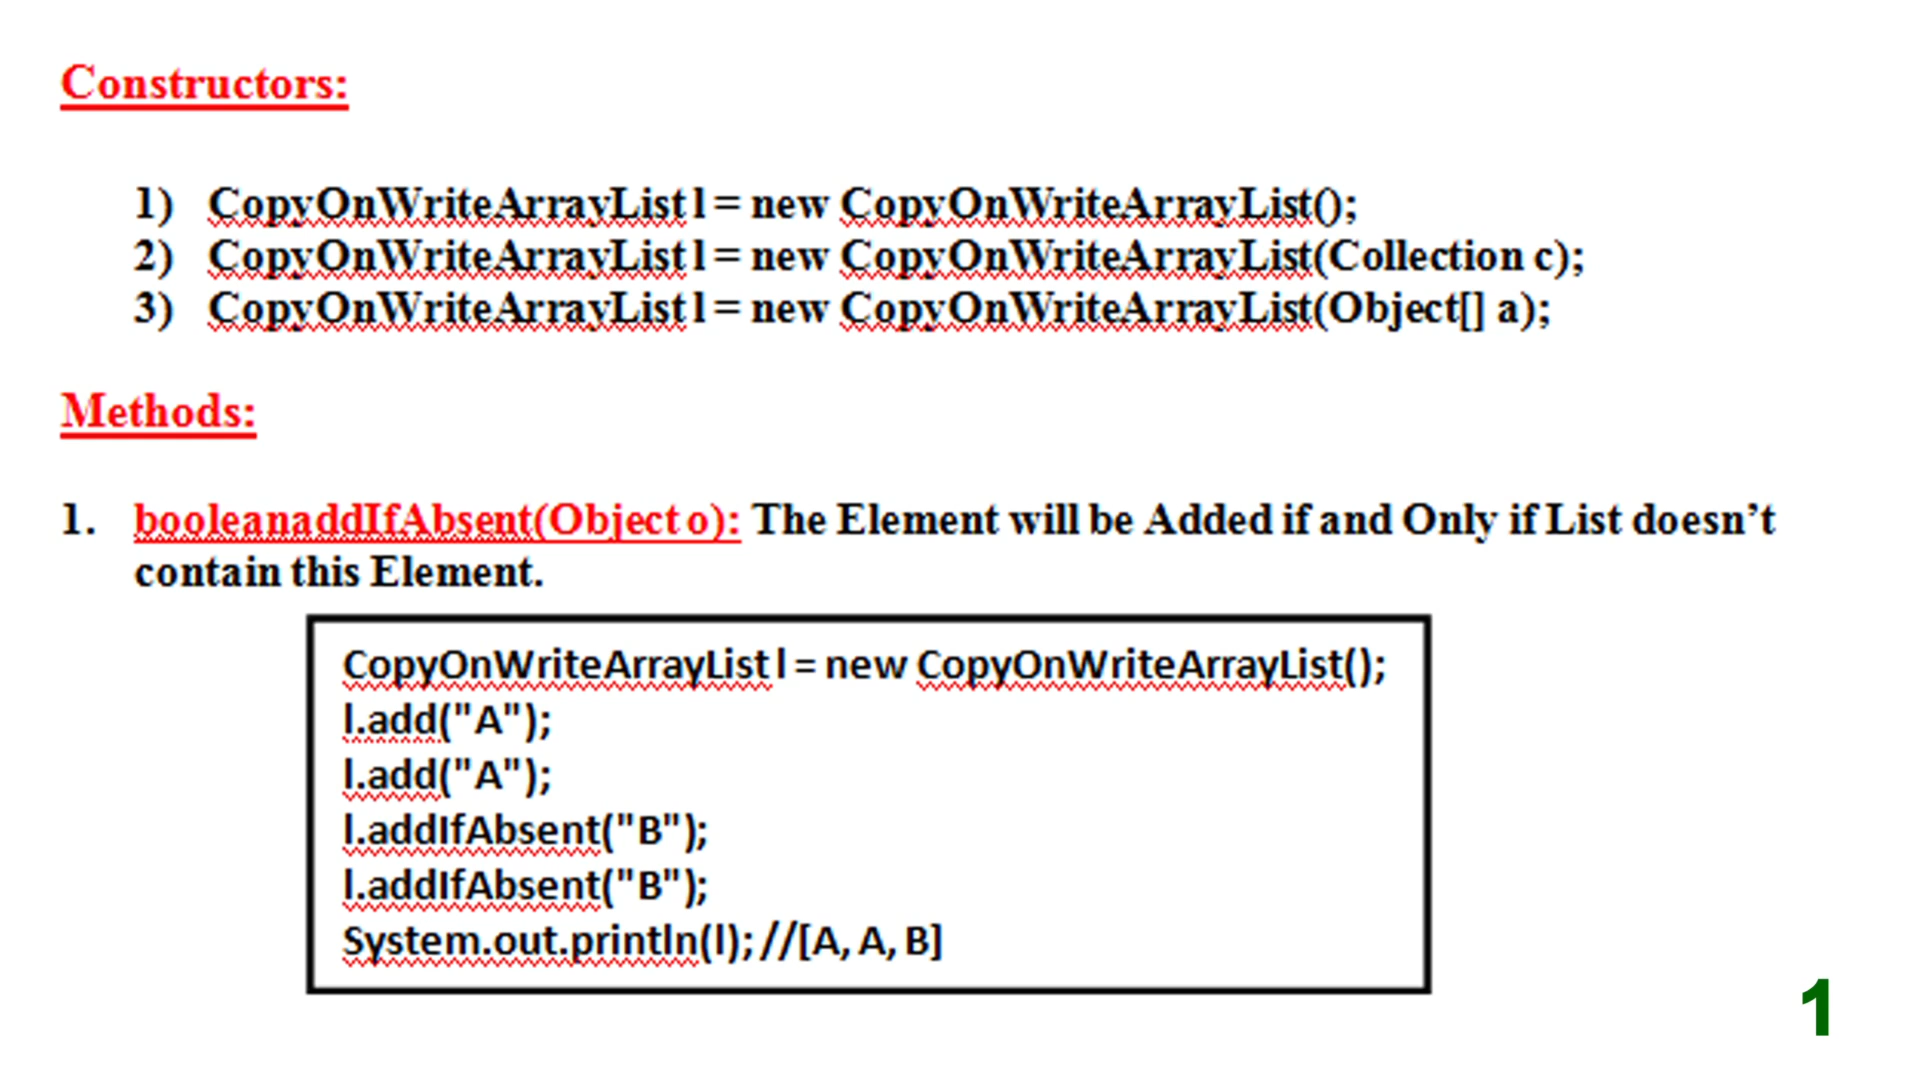 Constructors:
1) CopyOnWriteArrayList l = new CopyOnWriteArrayList();
2) CopyOnWriteArrayList l = new CopyOnWriteArrayList(Collection c);
3) CopyOnWriteArrayList l = new CopyOnWriteArrayList(Object[] a);
Methods:
1. booleanaddIfAbsent(Object o): The Element will be Added if and Only if List doesn’t
contain this Element.
CopyOnWriteArrayList l = new CopyOnWriteArrayList();
l.add("A");
l.add("A");
l.addIfAbsent("B");
l.addIfAbsent("B");
System.out.println(l); //[A, A, B]
1